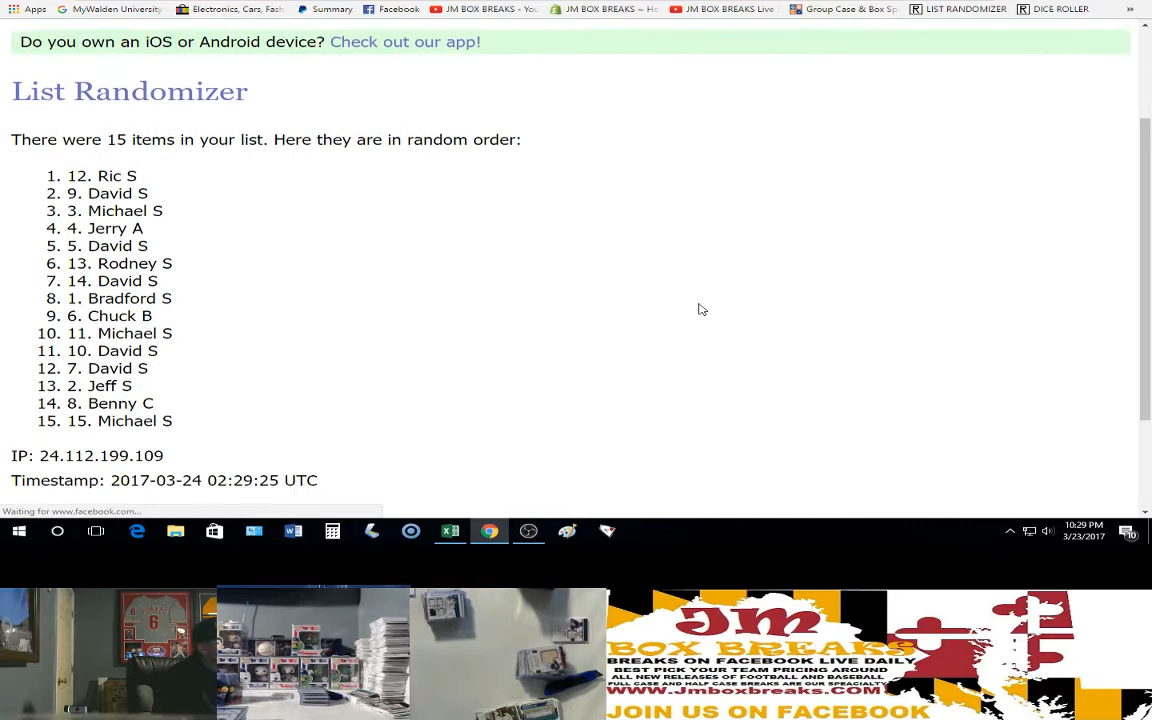 Apps MyWalden University Electronics, Cars, Fash Summary Facebook JM BOX BREAKS - You JM BOX BREAKS ~ Ho JM BOX BREAKS Live Group Case & Box Sp LIST RANDOMIZER DICE ROLLER »
Do you own an iOS or Android device? Check out our app!
List Randomizer
There were 15 items in your list. Here they are in random order:
1. 12. Ric S
2. 9. David S
3. 3. Michael S
4. 4. Jerry A
5. 5. David S
6. 13. Rodney S
7. 14. David S
8. 1. Bradford S
9. 6. Chuck B
10. 11. Michael S
11. 10. David S
12. 7. David S
13. 2. Jeff S
14. 8. Benny C
15. 15. Michael S
IP: 24.112.199.109
Timestamp: 2017-03-24 02:29:25 UTC
Waiting for www.facebook.com...
10:29 PM
3/23/2017
10
6
JM
BOX BREAKS
BREAKS ON FACEBOOK LIVE DAILY
BEST PICK YOUR TEAM PRICING AROUND
ALL NEW RELEASES OF FOOTBALL AND BASEBALL
FULL CASE AND HALF CASE BREAKS ARE OUR SPECIALTY
WWW.JMBOXBREAKS.COM
JOIN US ON FACEBOOK